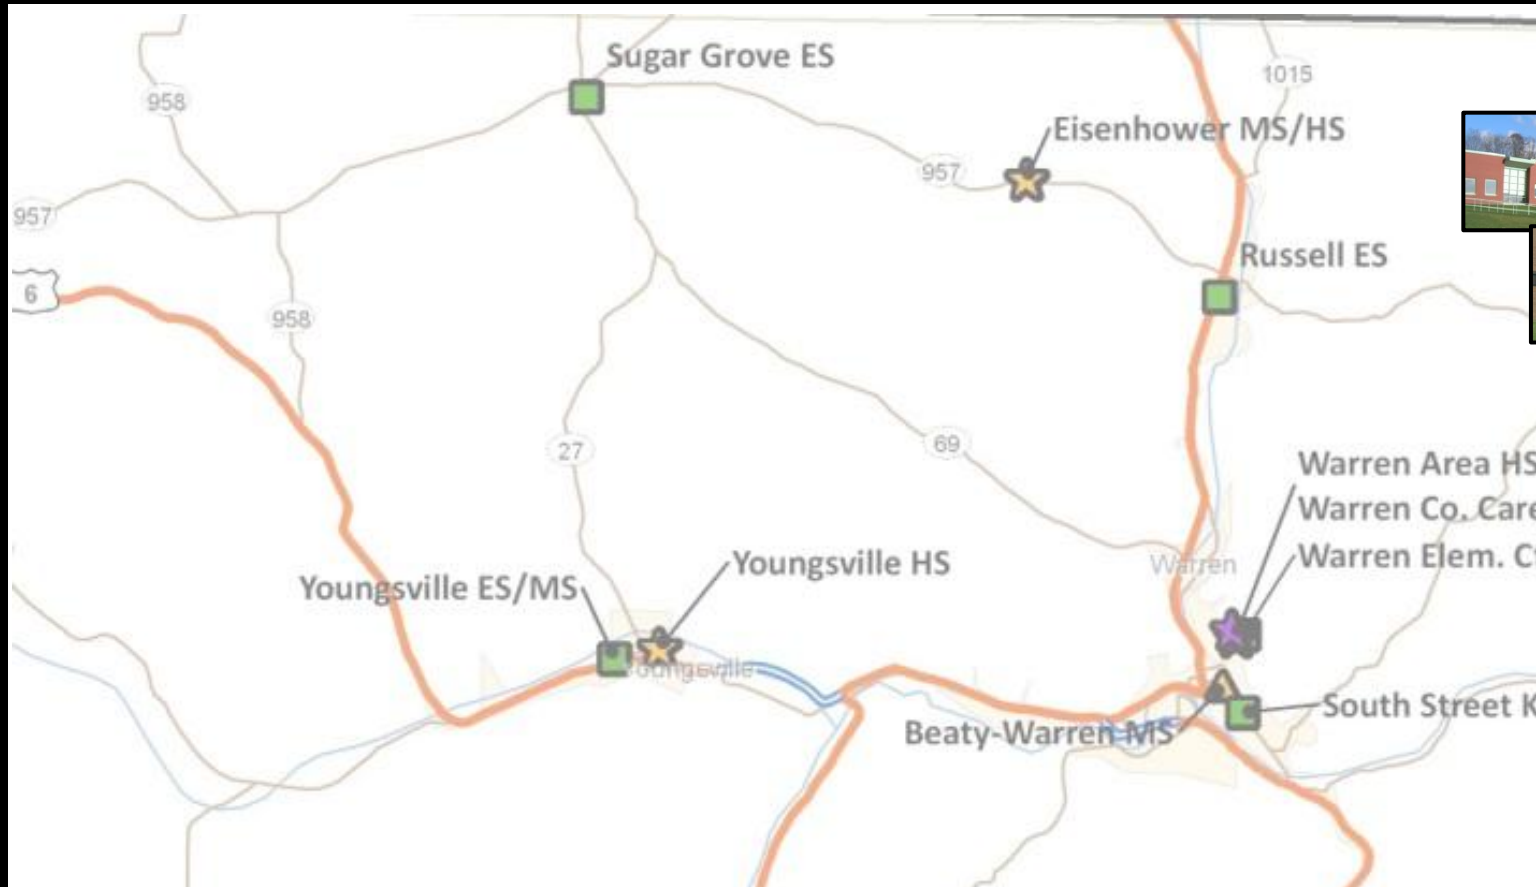 Sugar Grove ES
1015
958
Eisenhower MS/HS
957
957
Russell ES
6
958
27
69
Warren Area HS
Warren Co. Care
Warren
Warren Elem.
Youngsville HS
Youngsville ES/MS
Youngsville
South Street K
Beaty-Warren MS